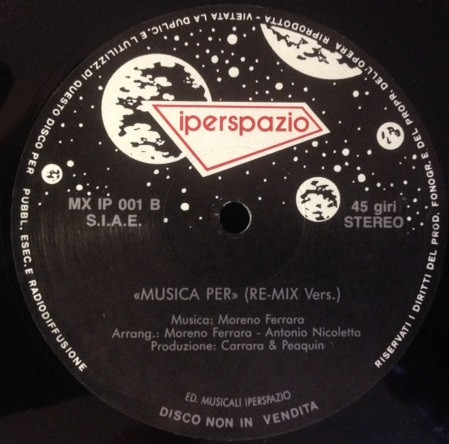 RISERVATI I DIRITTI DEL PROD. FONOGR. E DEL PROPR. DELL'OPERA RIPRODOTTA - VIETATA LA DUPLIC. E L'UTILIZZ. DI QUESTO DISCO PER PUBBL. ESEC. E RADIODIFFUSIONE
iperspazio
MX IP 001 B
S.I.A.E.
45 giri
STEREO
«MUSICA PER» (RE-MIX Vers.)
Musica: Moreno Ferrara
Arrang.: Moreno Ferrara - Antonio Nicoletto
Produzione: Carrara & Peaquin
ED. MUSICALI IPERSPAZIO
DISCO NON IN VENDITA